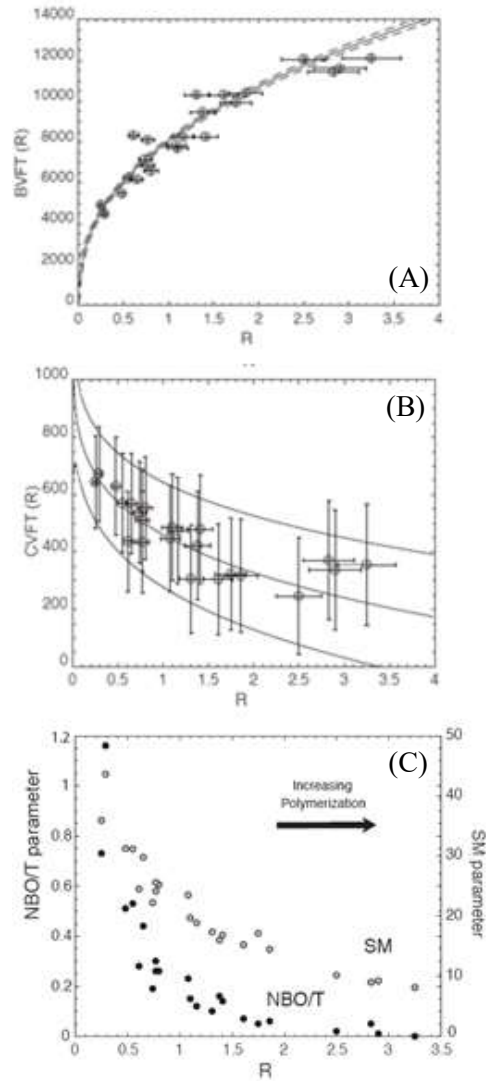 14000
12000
10000
8000
6000
4000
2000
0
BVFT (R)
(A)
0 0.5 1 1.5 2 2.5 3 3.5 4
R
1000
800
600
400
200
0
CVFT (R)
(B)
0 0.5 1 1.5 2 2.5 3 3.5 4
R
1.2
1
0.8
0.6
0.4
0.2
0
NBO/T parameter
(C)
Increasing
Polymerization
SM
NBO/T
50
40
30
20
10
0
SM parameter
0 0.5 1 1.5 2 2.5 3 3.5
R